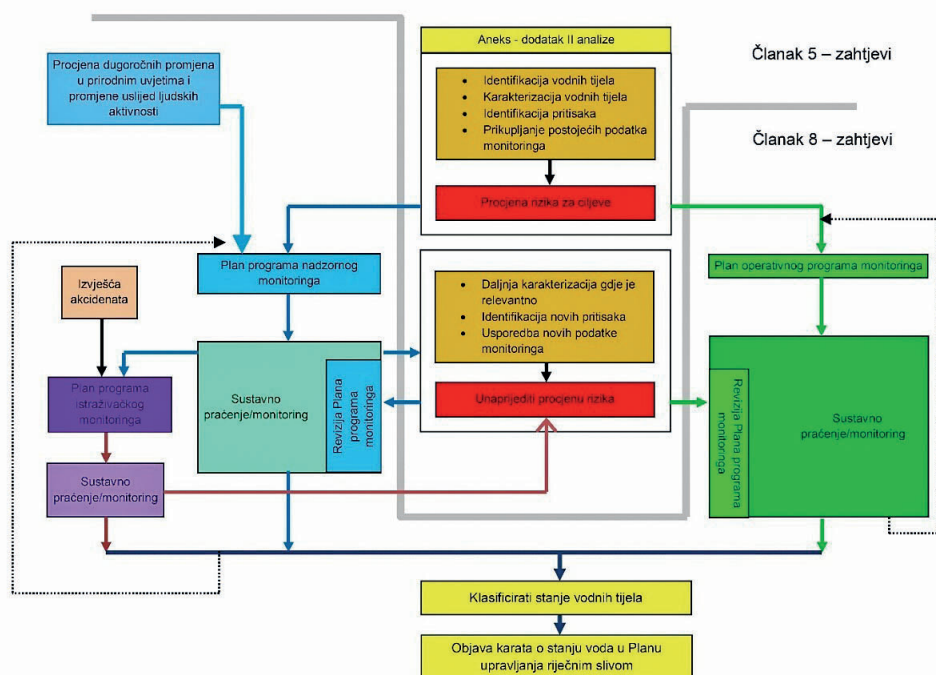 Aneks - dodatak II analize
Članak 5 – zahtjevi
Procjena dugoročnih promjena
u prirodnim uvjetima i
promjene uslijed ljudskih
aktivnosti
• Identifikacija vodnih tijela
• Karakterizacija vodnih tijela
• Identifikacija pritisaka
• Prikupljanje postojećih podatka
monitoringa
Članak 8 – zahtjevi
Procjena rizika za ciljeve
Plan programa nadzornog
monitoringa
Plan operativnog programa monitoringa
Izvješća
akcidenata
• Daljnja karakterizacija gdje je
relevantno
• Identifikacija novih pritisaka
• Usporedba novih podatke
monitoringa
Plan programa
istraživačkog
monitoringa
Sustavno
praćenje/monitoring
Revizija Plana
programa
monitoringa
Unaprijediti procjenu rizika
Revizija Plana programa
monitoringa
Sustavno
praćenje/monitoring
Sustavno
praćenje/monitoring
Klasificirati stanje vodnih tijela
Objava karata o stanju voda u Planu
upravljanja riječnim slivom